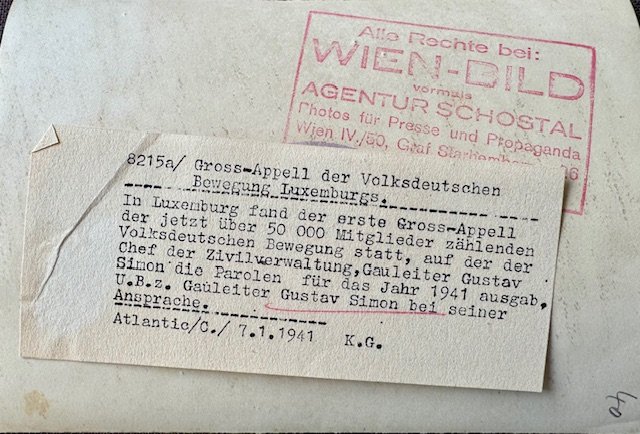 Alle Rechte bei:
WIEN-BILD
vormals
AGENTUR SCHOSTAL
Photos für Presse und Propaganda
Wien IV./50, Graf
8215a/ Gross-Appell der Volksdeutschen
Bewegung Luxemburgs.
In Luxemburg fand der erste Gross-Appell
der jetzt über 50 000 Mitglieder zählenden
Volksdeutschen Bewegung statt, auf der der
Chef der Zivilverwaltung,Gauleiter Gustav
Simon die Parolen für das Jahr 1941 ausgab.
U.B.z. Gauleiter Gustav Simon bei seiner
Ansprache.
Atlantic/C./ 7.1.1941 K.G.
40